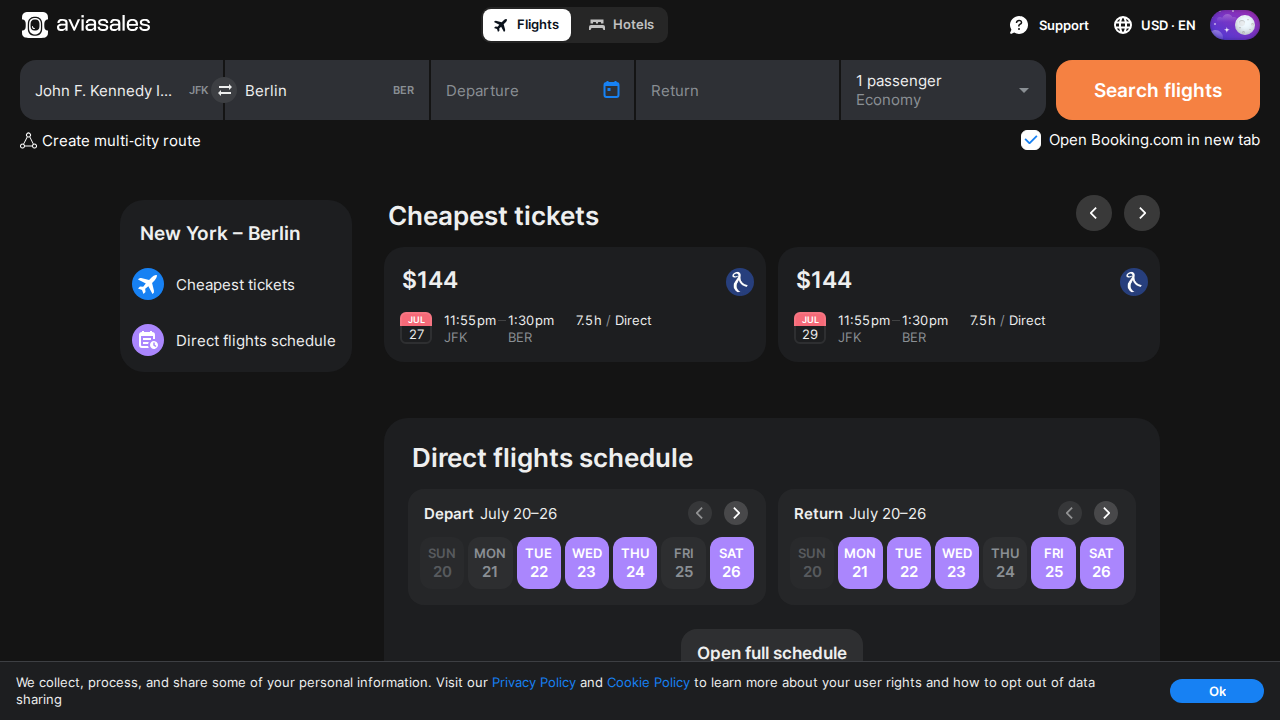 aviasales
Flights
Hotels
Support
USD · EN
John F. Kennedy I... JFK
Berlin BER
Departure
Return
1 passenger
Economy
Search flights
Create multi-city route
Open Booking.com in new tab
New York – Berlin
Cheapest tickets
Direct flights schedule
Cheapest tickets
$144
JUL
27
11:55pm – 1:30pm
JFK BER
7.5h / Direct
$144
JUL
29
11:55pm – 1:30pm
JFK BER
7.5h / Direct
Direct flights schedule
Depart July 20–26
SUN MON TUE WED THU FRI SAT
20 21 22 23 24 25 26
Return July 20–26
SUN MON TUE WED THU FRI SAT
20 21 22 23 24 25 26
Open full schedule
We collect, process, and share some of your personal information. Visit our Privacy Policy and Cookie Policy to learn more about your user rights and how to opt out of data
sharing
Ok